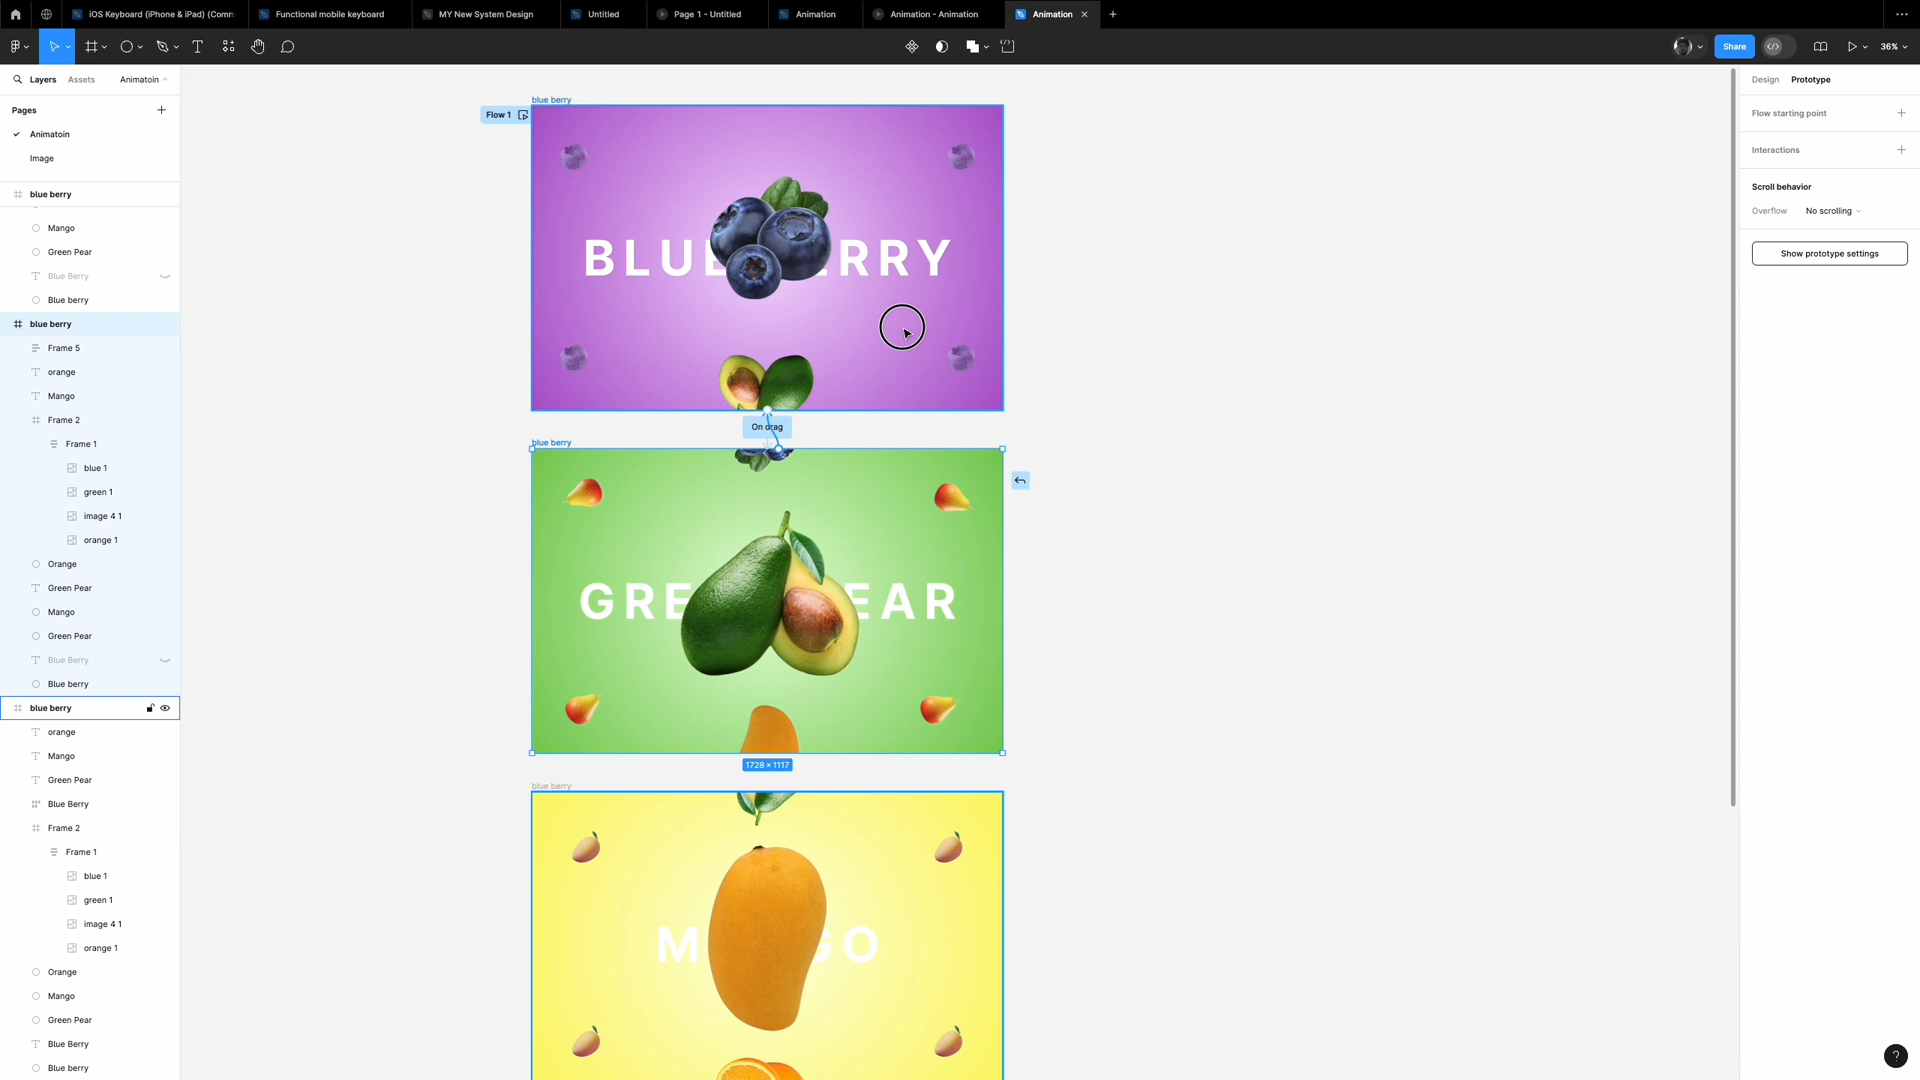 iOS Keyboard (iPhone & iPad) (Comm
Functional mobile keyboard
MY New System Design
Untitled
Page 1 - Untitled
Animation
Animation - Animation
Animation
Share
36%
Layers
Assets
Animatoin
Design
Prototype
Pages
Animatoin
Image
Flow starting point
Interactions
Scroll behavior
Overflow
No scrolling
Show prototype settings
blue berry
Mango
Green Pear
Blue Berry
Blue berry
blue berry
Frame 5
orange
Mango
Frame 2
Frame 1
blue 1
green 1
image 4 1
orange 1
Orange
Green Pear
Mango
Green Pear
Blue Berry
Blue berry
blue berry
orange
Mango
Green Pear
Blue Berry
Frame 2
Frame 1
blue 1
green 1
image 4 1
orange 1
Orange
Mango
Green Pear
Blue Berry
Blue berry
blue berry
Flow 1
BLUE ERRY
On drag
blue berry
GRE EAR
1728 × 1117
blue berry
M GO
?